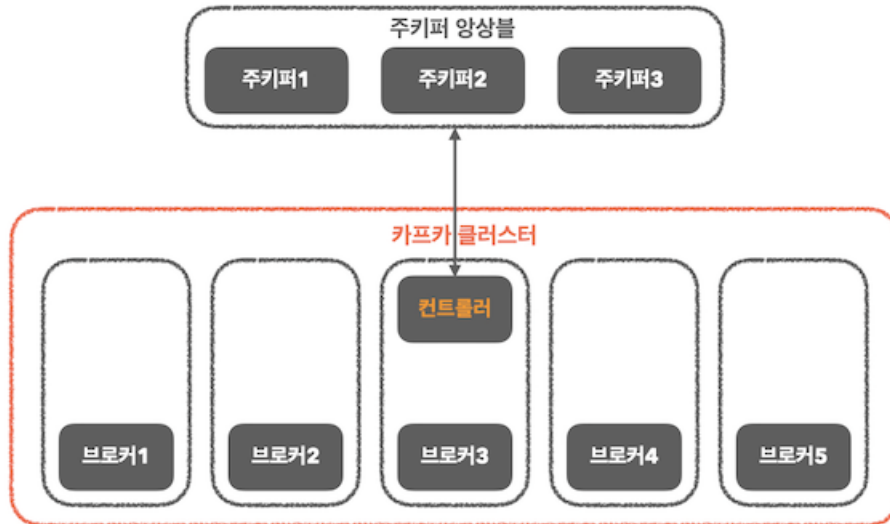 주키퍼 앙상블
주키퍼1 주키퍼2 주키퍼3
카프카 클러스터
컨트롤러
브로커1 브로커2 브로커3 브로커4 브로커5